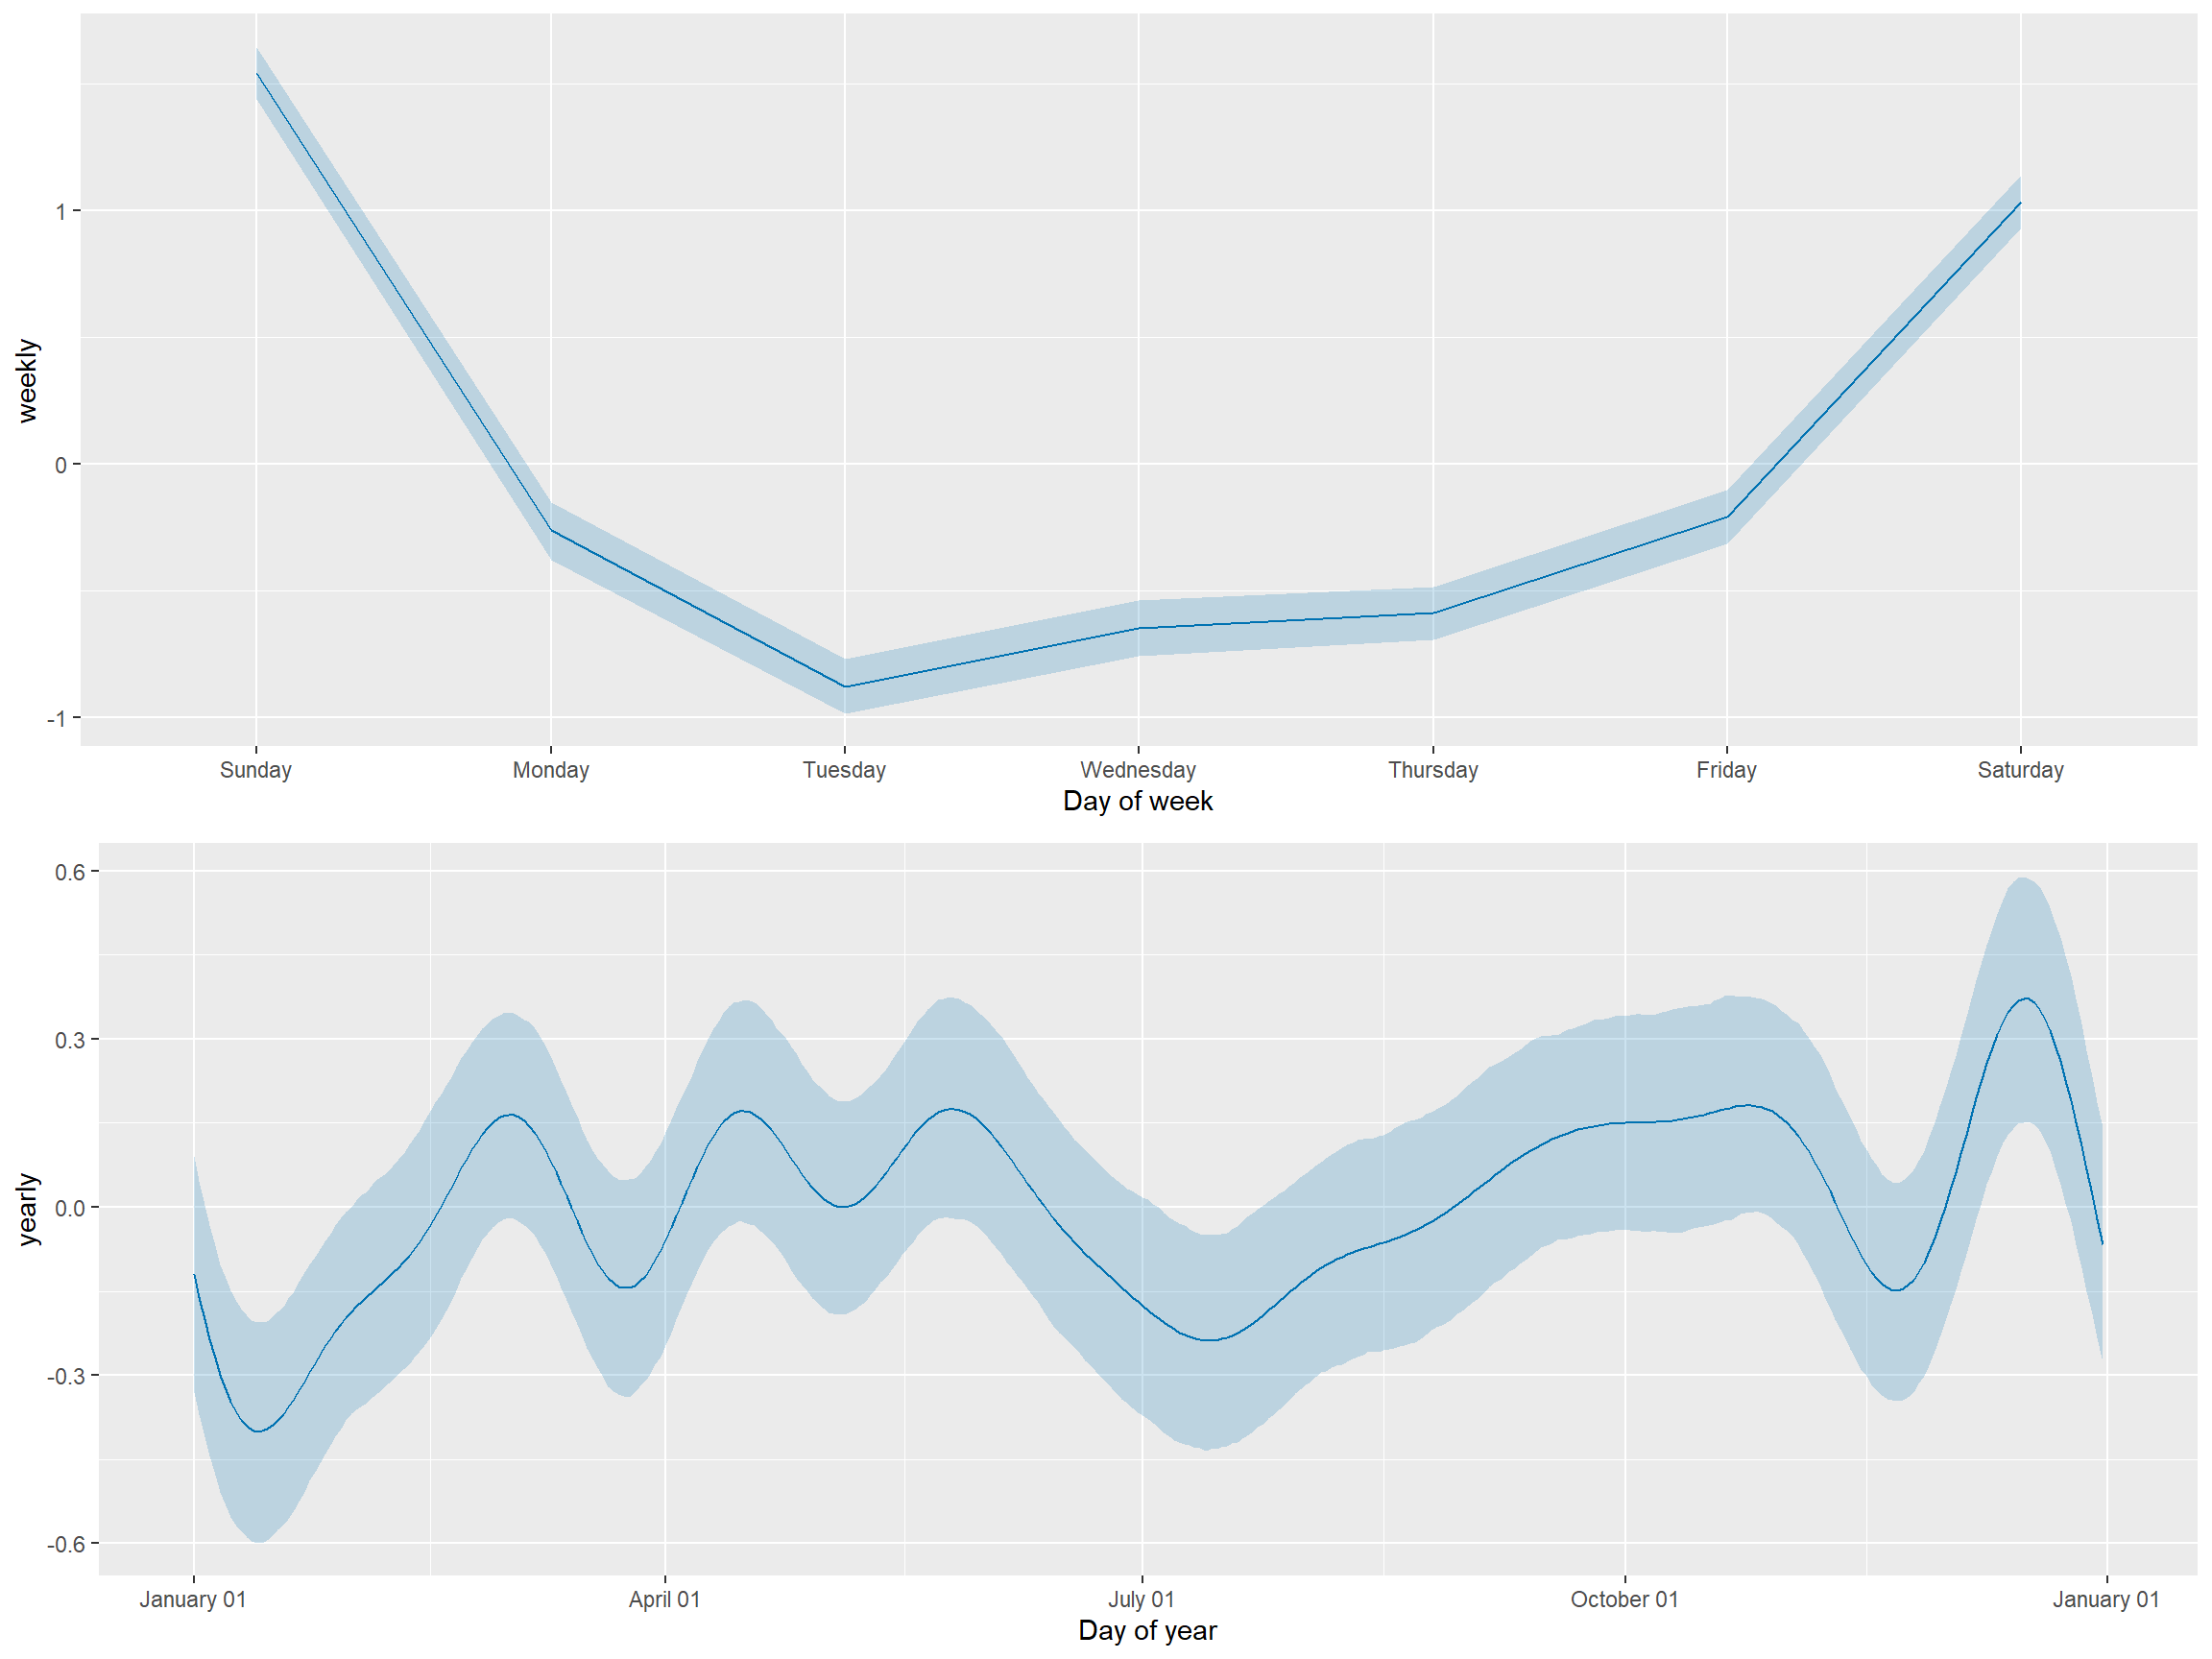 weekly
1
0
-1
Sunday Monday Tuesday Wednesday Thursday Friday Saturday
Day of week
yearly
0.6
0.3
0.0
-0.3
-0.6
January 01 April 01 July 01 October 01 January 01
Day of year